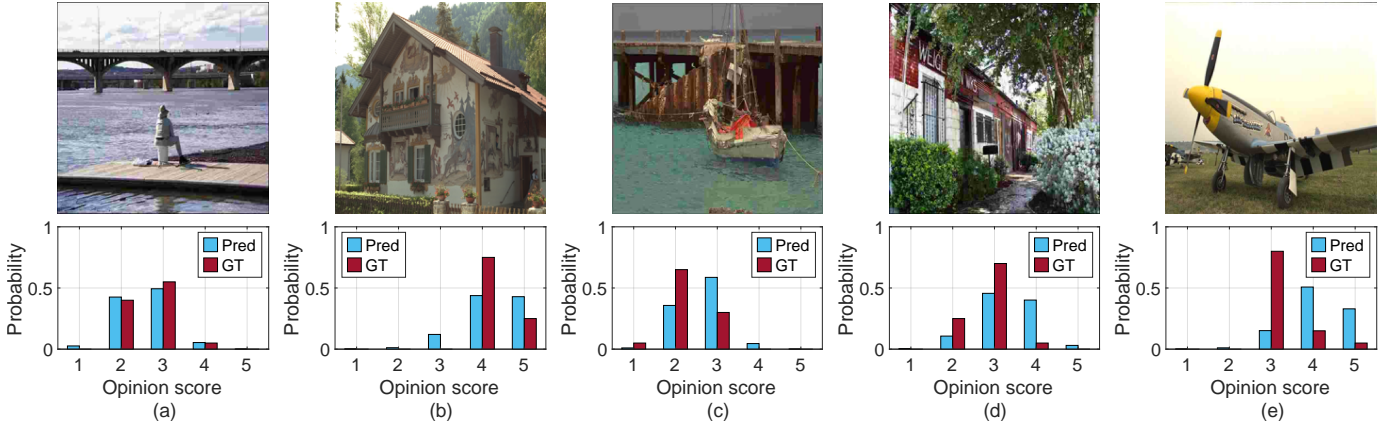 WEIGL
1
0.5
0
Probability
Pred
GT
1 2 3 4 5
Opinion score
(a)
1
0.5
0
Probability
Pred
GT
1 2 3 4 5
Opinion score
(b)
1
0.5
0
Probability
Pred
GT
1 2 3 4 5
Opinion score
(c)
1
0.5
0
Probability
Pred
GT
1 2 3 4 5
Opinion score
(d)
1
0.5
0
Probability
Pred
GT
1 2 3 4 5
Opinion score
(e)